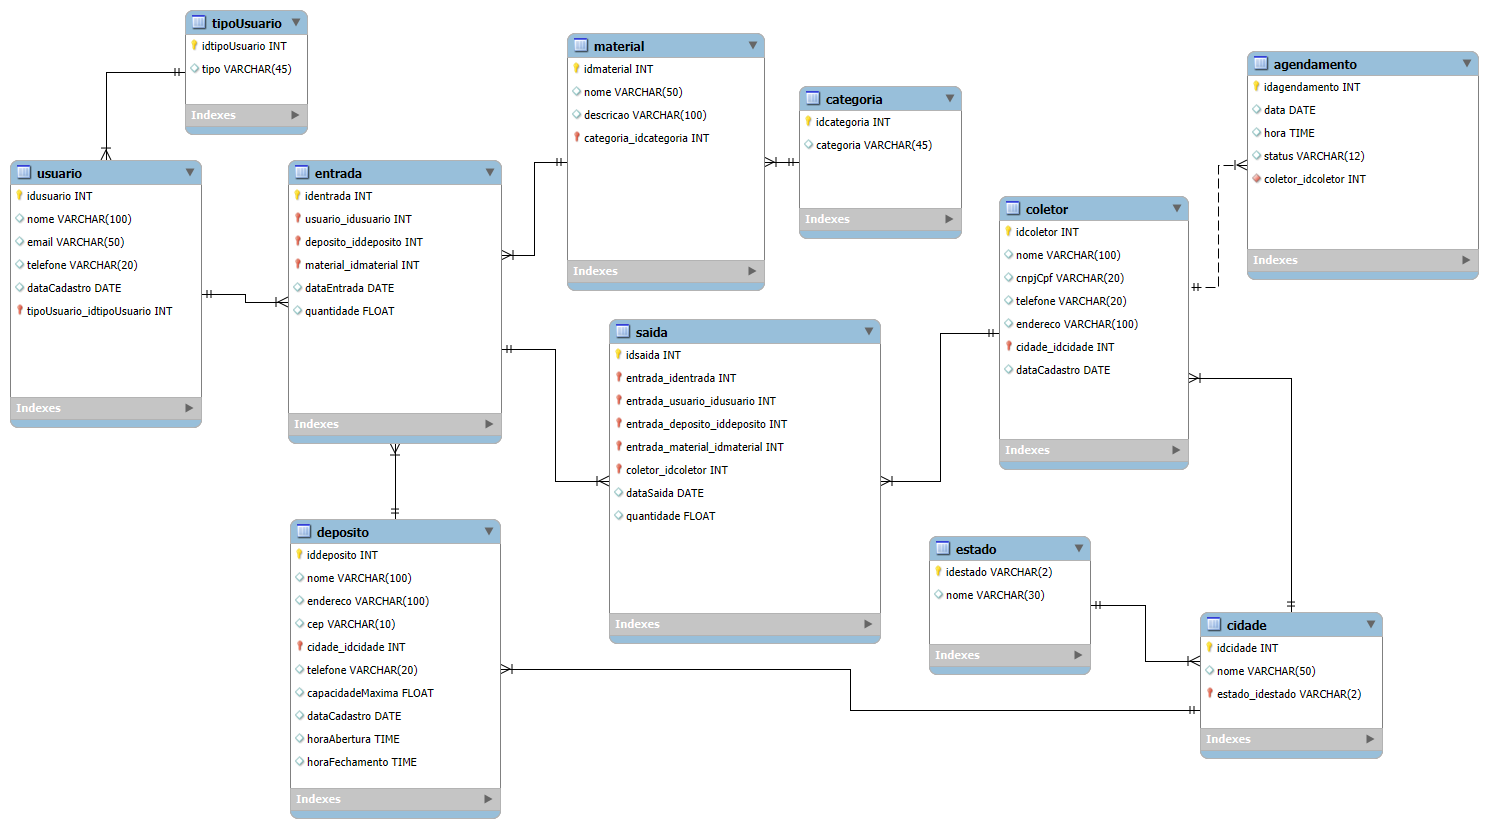 tipoUsuario
idtipoUsuario INT
tipo VARCHAR(45)
Indexes
usuario
idusuario INT
nome VARCHAR(100)
email VARCHAR(50)
telefone VARCHAR(20)
dataCadastro DATE
tipoUsuario_idtipoUsuario INT
Indexes
entrada
identrada INT
usuario_idusuario INT
deposito_iddeposito INT
material_idmaterial INT
dataEntrada DATE
quantidade FLOAT
Indexes
material
idmaterial INT
nome VARCHAR(50)
descricao VARCHAR(100)
categoria_idcategoria INT
Indexes
categoria
idcategoria INT
categoria VARCHAR(45)
Indexes
agendamento
idagendamento INT
data DATE
hora TIME
status VARCHAR(12)
coletor_idcoletor INT
Indexes
coletor
idcoletor INT
nome VARCHAR(100)
cnpjCpf VARCHAR(20)
telefone VARCHAR(20)
endereco VARCHAR(100)
cidade_idcidade INT
dataCadastro DATE
Indexes
saida
idsaida INT
entrada_identrada INT
entrada_usuario_idusuario INT
entrada_deposito_iddeposito INT
entrada_material_idmaterial INT
coletor_idcoletor INT
dataSaida DATE
quantidade FLOAT
Indexes
deposito
iddeposito INT
nome VARCHAR(100)
endereco VARCHAR(100)
cep VARCHAR(10)
cidade_idcidade INT
telefone VARCHAR(20)
capacidadeMaxima FLOAT
dataCadastro DATE
horaAbertura TIME
horaFechamento TIME
Indexes
estado
idestado VARCHAR(2)
nome VARCHAR(30)
Indexes
cidade
idcidade INT
nome VARCHAR(50)
estado_idestado VARCHAR(2)
Indexes